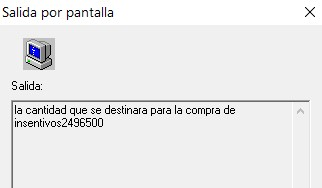 Salida por pantalla
Salida:
la cantidad que se destinara para la compra de
insentivos2496500